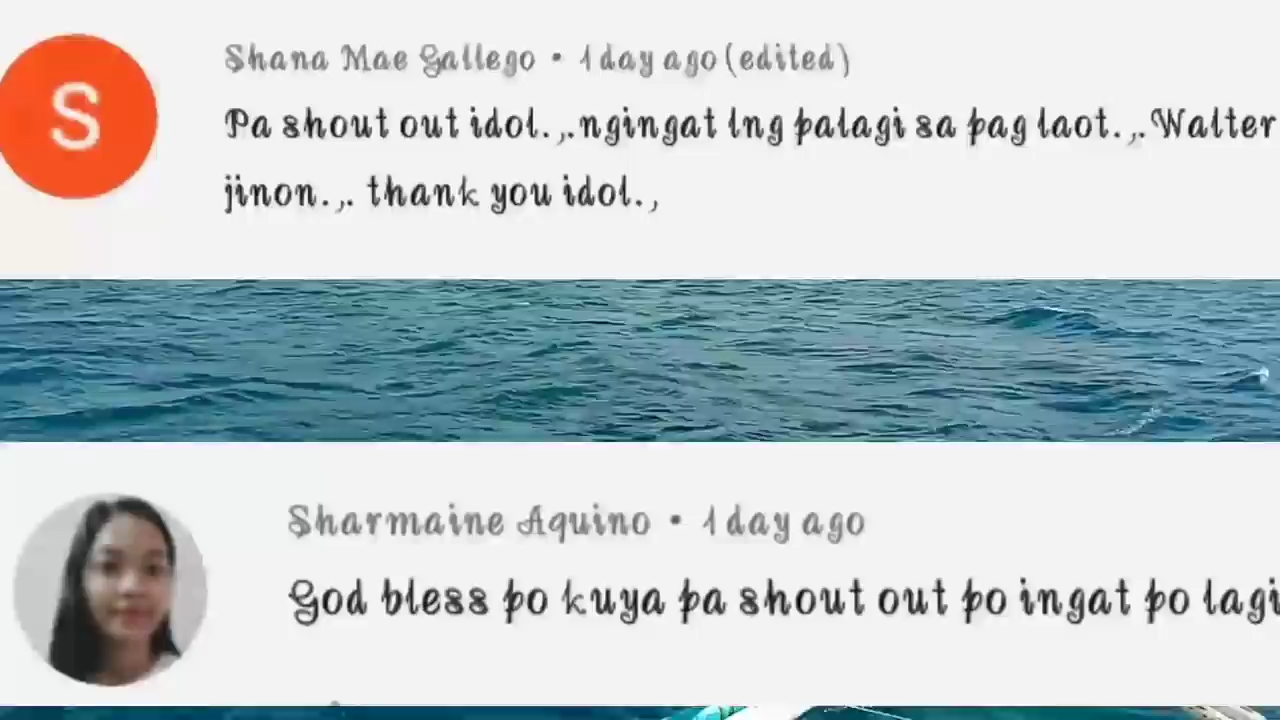 S
Shana Mae Gallego • 1 day ago (edited)
Pa shout out idol.,.ngingat lng palagi sa pag laot.,.Walter
jinon.,. thank you idol.,
Sharmaine Aquino • 1 day ago
God bless po kuya pa shout out po ingat po lagi